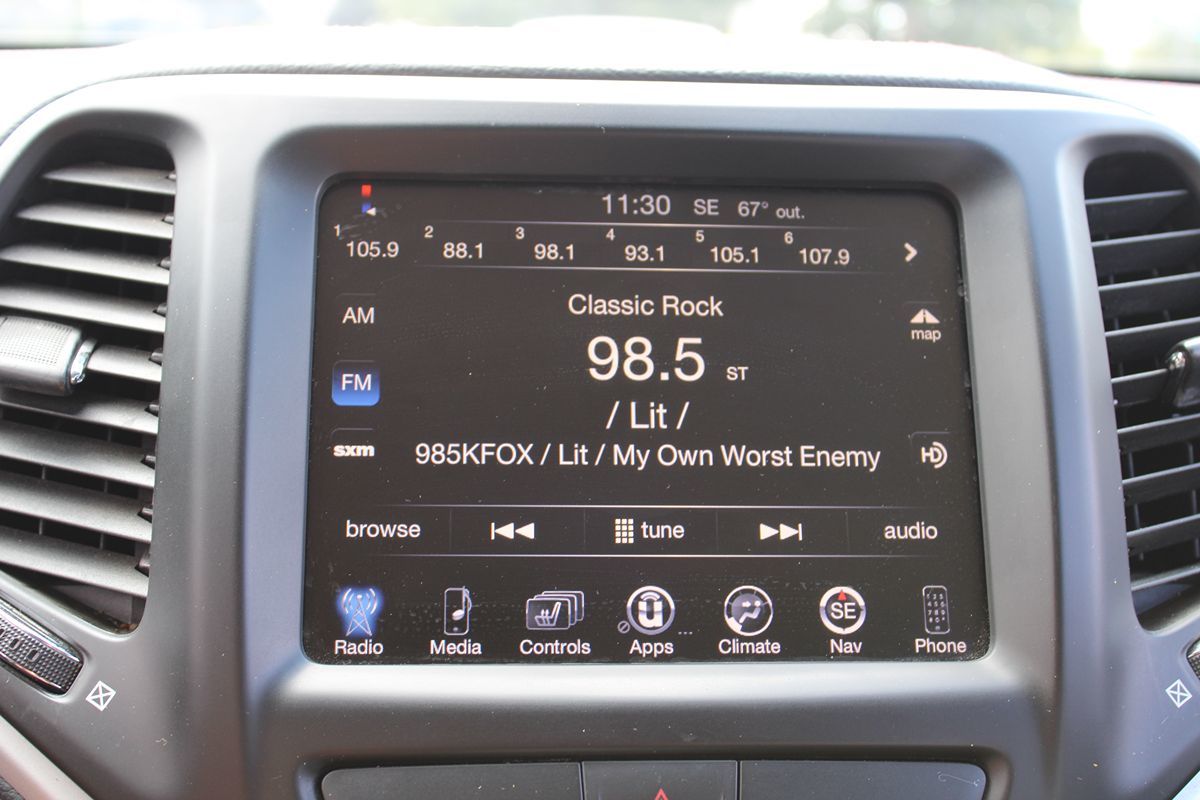 11:30 SE 67° out.
1 105.9 2 88.1 3 98.1 4 93.1 5 105.1 6 107.9
AM
Classic Rock
map
98.5 ST
FM
/ Lit /
sxm
985KFOX / Lit / My Own Worst Enemy
HD
browse tune audio
u SE
Radio Media Controls Apps ... Climate Nav Phone